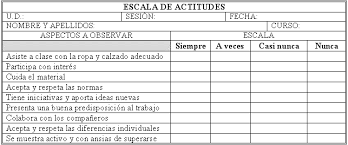 ESCALA DE ACTITUDES
U.D.: SESIÓN: FECHA:
NOMBRE Y APELLIDOS: CURSO:
ASPECTOS A OBSERVAR ESCALA
Siempre A veces Casi nunca Nunca
Asiste a clase con la ropa y calzado adecuado
Participa con interés
Cuida el material
Acepta y respeta las normas
Tiene iniciativas y aporta ideas nuevas
Presenta una buena predisposición al trabajo
Colabora con los compañeros
Acepta y respeta las diferencias individuales
Se muestra activo y con ansias de superarse